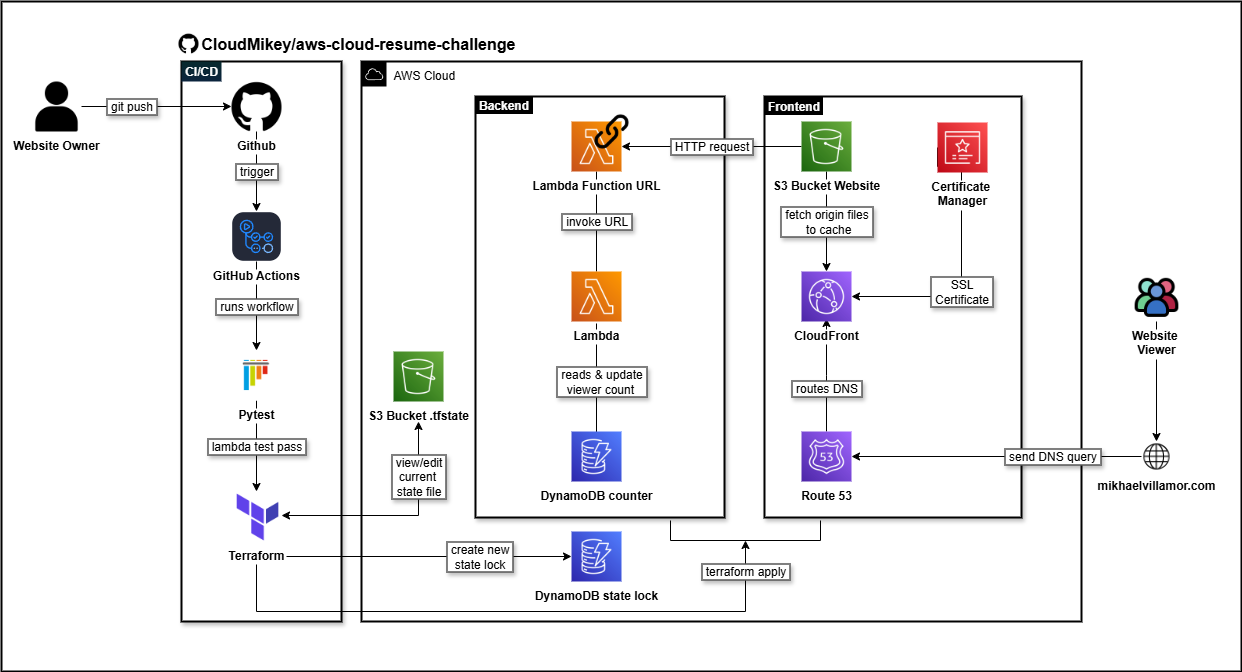 CloudMikey/aws-cloud-resume-challenge
CI/CD
AWS Cloud
Website Owner
git push
Github
trigger
GitHub Actions
runs workflow
Pytest
lambda test pass
Terraform
S3 Bucket .tfstate
view/edit
current
state file
create new
state lock
DynamoDB state lock
terraform apply
Backend
Lambda Function URL
invoke URL
Lambda
reads & update
viewer count
DynamoDB counter
HTTP request
Frontend
S3 Bucket Website
fetch origin files
to cache
CloudFront
routes DNS
53
Route 53
Certificate
Manager
SSL
Certificate
send DNS query
Website
Viewer
mikhaelvillamor.com